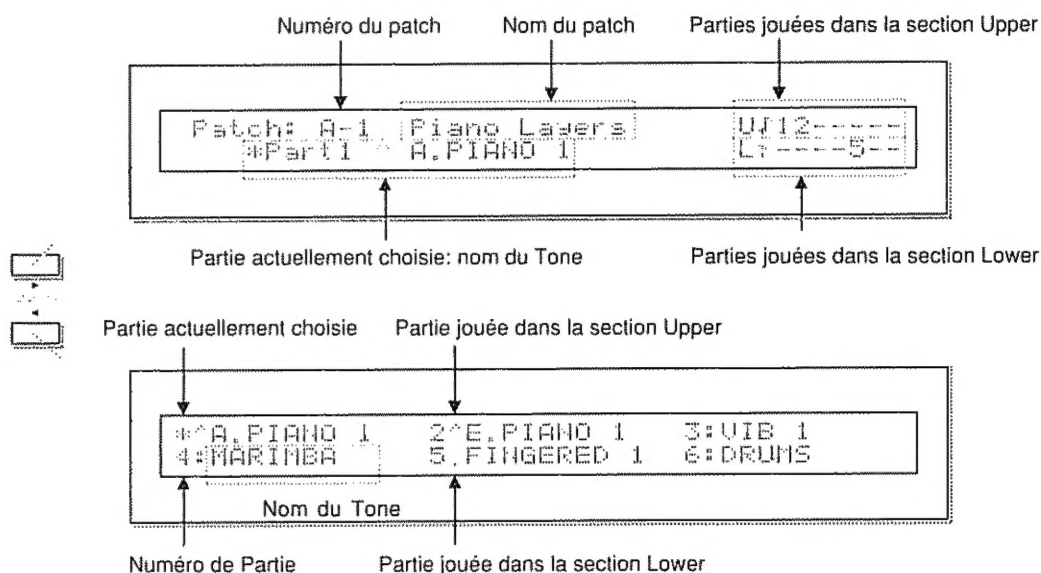 Numéro du patch Nom du patch Parties jouées dans la section Upper
Patch: A-1 Piano Layers U↓12-----
*Part1 ^ A.PIANO 1 L↑----5--
Partie actuellement choisie: nom du Tone Parties jouées dans la section Lower
Partie actuellement choisie Partie jouée dans la section Upper
*^A.PIANO 1 2^E.PIANO 1 3:VIB 1
4:MARIMBA 5.FINGERED 1 6:DRUMS
Nom du Tone
Numéro de Partie Partie jouée dans la section Lower